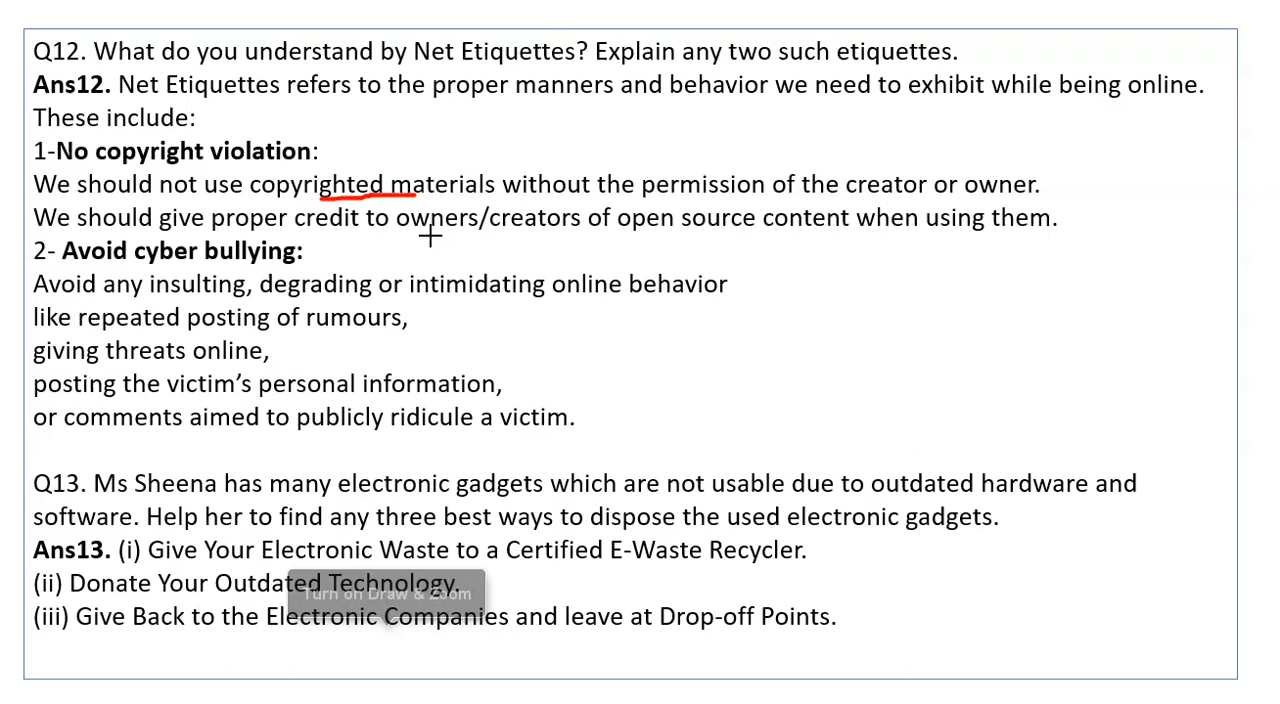 Q12. What do you understand by Net Etiquettes? Explain any two such etiquettes.
Ans12. Net Etiquettes refers to the proper manners and behavior we need to exhibit while being online.
These include:
1-No copyright violation:
We should not use copyrighted materials without the permission of the creator or owner.
We should give proper credit to owners/creators of open source content when using them.
2- Avoid cyber bullying:
Avoid any insulting, degrading or intimidating online behavior
like repeated posting of rumours,
giving threats online,
posting the victim’s personal information,
or comments aimed to publicly ridicule a victim.
Q13. Ms Sheena has many electronic gadgets which are not usable due to outdated hardware and
software. Help her to find any three best ways to dispose the used electronic gadgets.
Ans13. (i) Give Your Electronic Waste to a Certified E-Waste Recycler.
(ii) Donate Your Outdated Technology.
Turn on Draw & Zoom
(iii) Give Back to the Electronic Companies and leave at Drop-off Points.